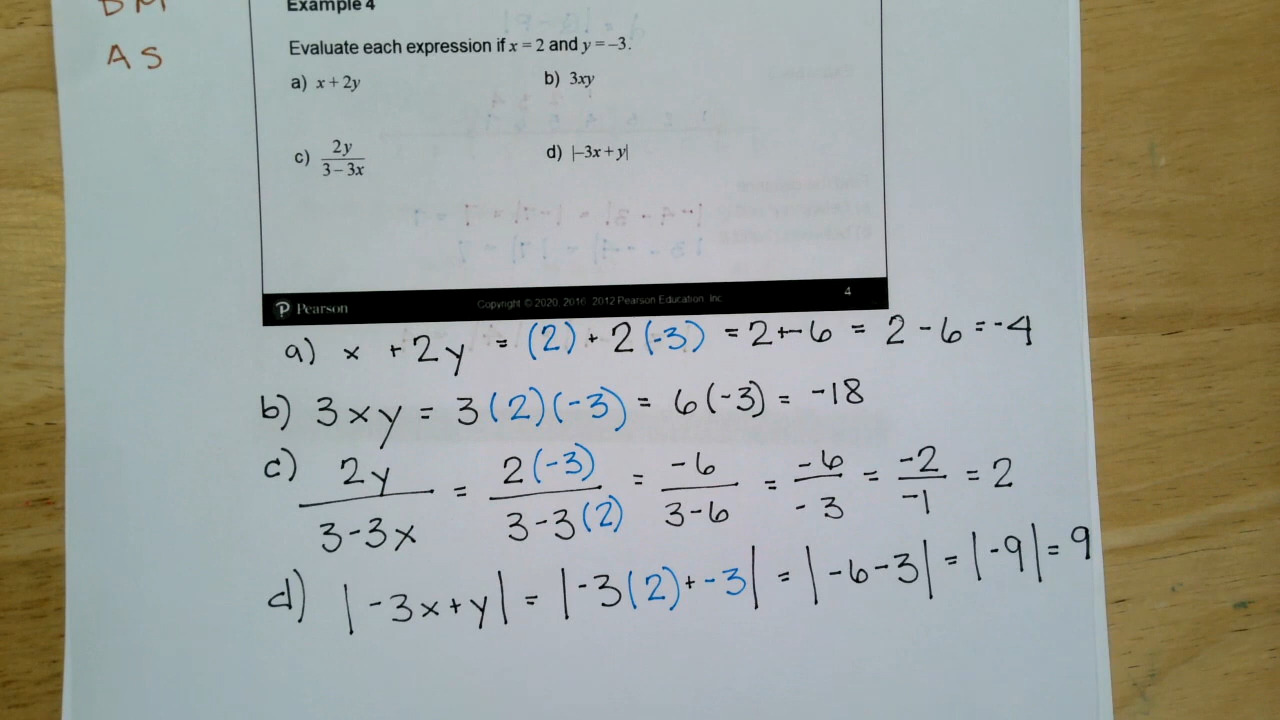 DM
AS
Example 4
Evaluate each expression if x = 2 and y = –3.
a) x + 2y b) 3xy
c) 2y / 3 – 3x d) |–3x + y|
Pearson Copyright © 2020, 2016, 2012 Pearson Education, Inc. 4
a) x + 2y = (2) + 2(-3) = 2 + -6 = 2 - 6 = -4
b) 3xy = 3(2)(-3) = 6(-3) = -18
c) 2y / 3-3x = 2(-3) / 3-3(2) = -6 / 3-6 = -6 / -3 = -2 / -1 = 2
d) |-3x+y| = |-3(2)+-3| = |-6-3| = |-9| = 9